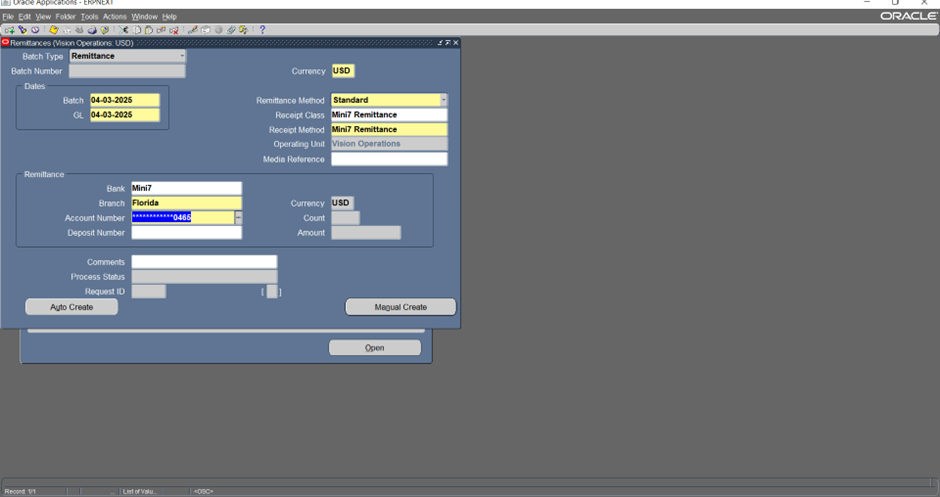 Oracle Applications - ERPNEXT
File Edit View Folder Tools Actions Window Help
ORACLE
Remittances (Vision Operations, USD)
Batch Type Remittance
Batch Number
Currency USD
Dates
Batch 04-03-2025
GL 04-03-2025
Remittance Method Standard
Receipt Class Mini7 Remittance
Receipt Method Mini7 Remittance
Operating Unit Vision Operations
Media Reference
Remittance
Bank Mini7
Branch Florida
Currency USD
Account Number ************0465
Count
Deposit Number
Amount
Comments
Process Status
Request ID [ ]
Auto Create Manual Create
Open
Record: 1/1 ... List of Valu... <OSC>